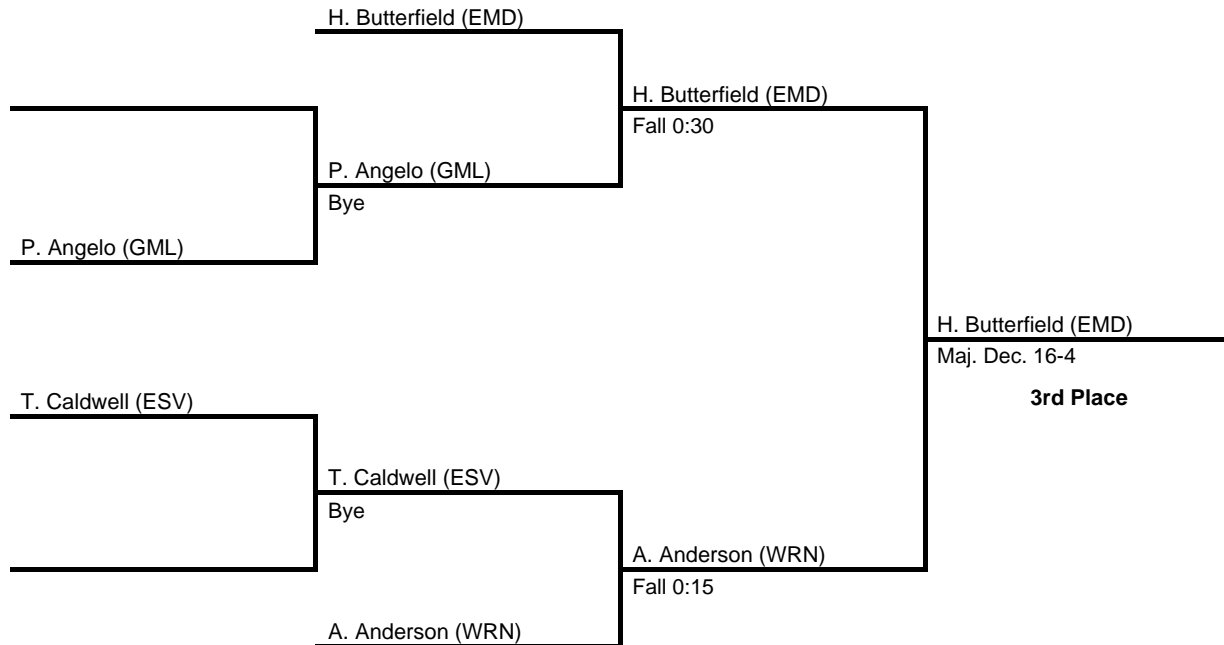 H. Butterfield (EMD)
H. Butterfield (EMD)
Fall 0:30
P. Angelo (GML)
Bye
P. Angelo (GML)
H. Butterfield (EMD)
Maj. Dec. 16-4
3rd Place
T. Caldwell (ESV)
T. Caldwell (ESV)
Bye
A. Anderson (WRN)
Fall 0:15
A. Anderson (WRN)